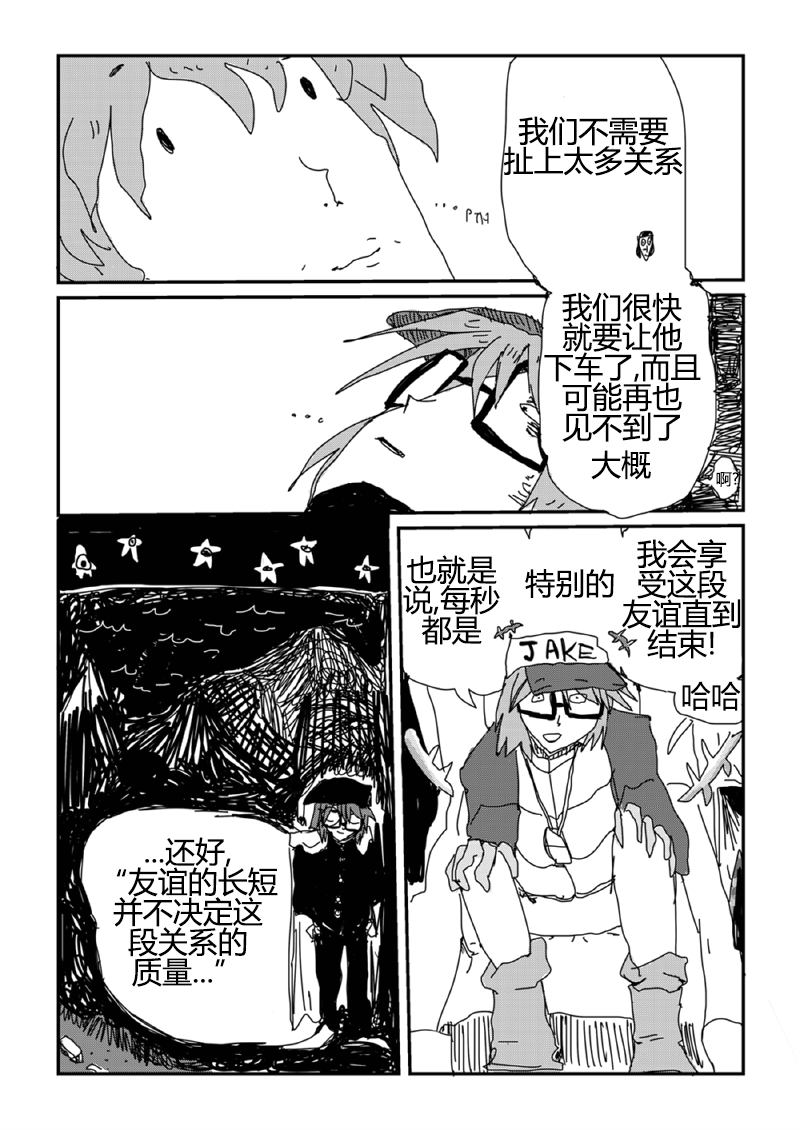 我们不需要
扯上太多关系
PTH
我们很快
就要让他
下车了,而且
可能再也
见不到了
大概
啊?
我会享
受这段
友谊直到
结束!
哈哈
特别的
也就是
说,每秒
都是
JAKE
...还好,
“友谊的长短
并不决定这
段关系的
质量...”